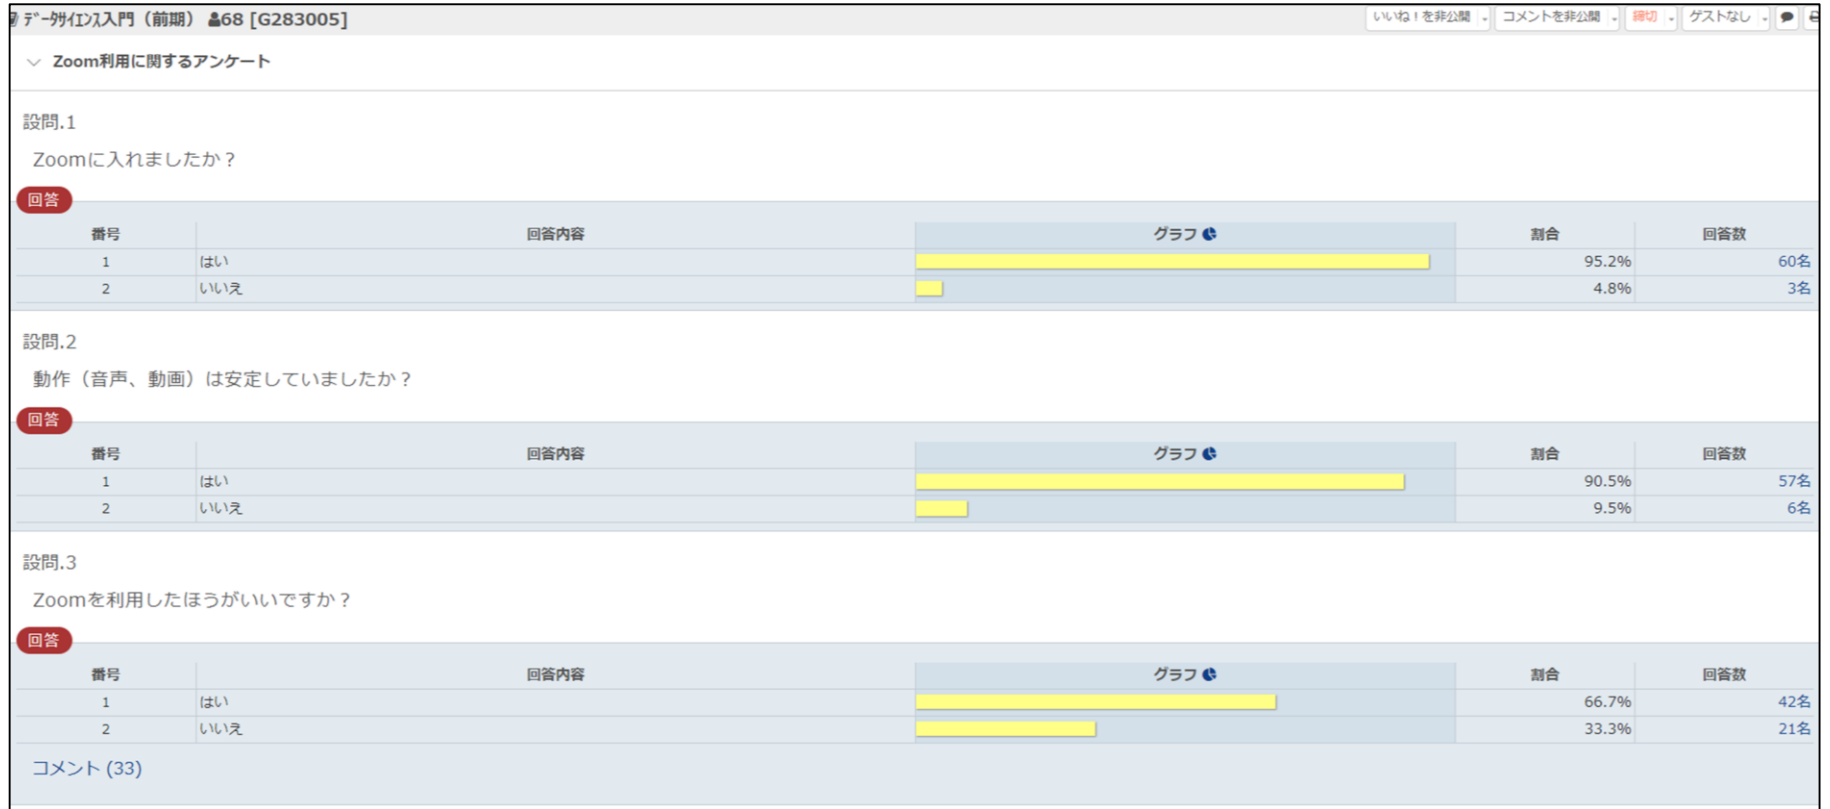 ﾃﾞｰﾀｻｲｴﾝｽ入門（前期） 68 [G283005]
いいね！を非公開 コメントを非公開 締切 ゲストなし
Zoom利用に関するアンケート
設問.1
Zoomに入れましたか？
回答
番号 回答内容 グラフ 割合 回答数
1 はい 95.2% 60名
2 いいえ 4.8% 3名
設問.2
動作（音声、動画）は安定していましたか？
回答
番号 回答内容 グラフ 割合 回答数
1 はい 90.5% 57名
2 いいえ 9.5% 6名
設問.3
Zoomを利用したほうがいいですか？
回答
番号 回答内容 グラフ 割合 回答数
1 はい 66.7% 42名
2 いいえ 33.3% 21名
コメント (33)